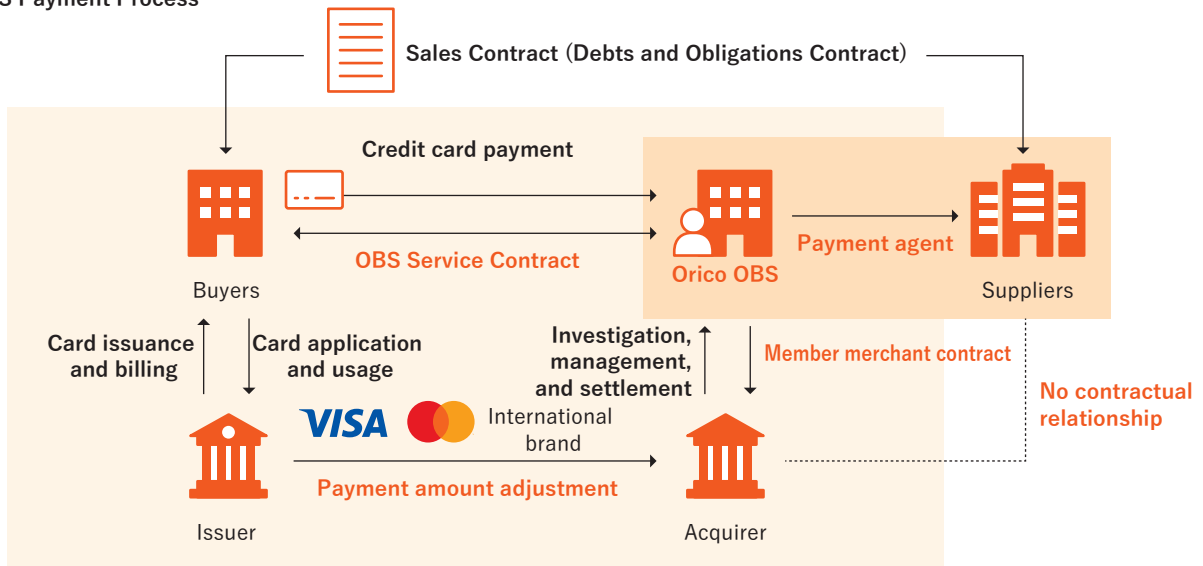 Payment Process
Sales Contract (Debts and Obligations Contract)
Credit card payment
OBS Service Contract
Payment agent
Orico OBS
Buyers
Suppliers
Card issuance
and billing
Card application
and usage
Investigation,
management,
and settlement
Member merchant contract
No contractual
relationship
VISA
International
brand
Payment amount adjustment
Issuer
Acquirer